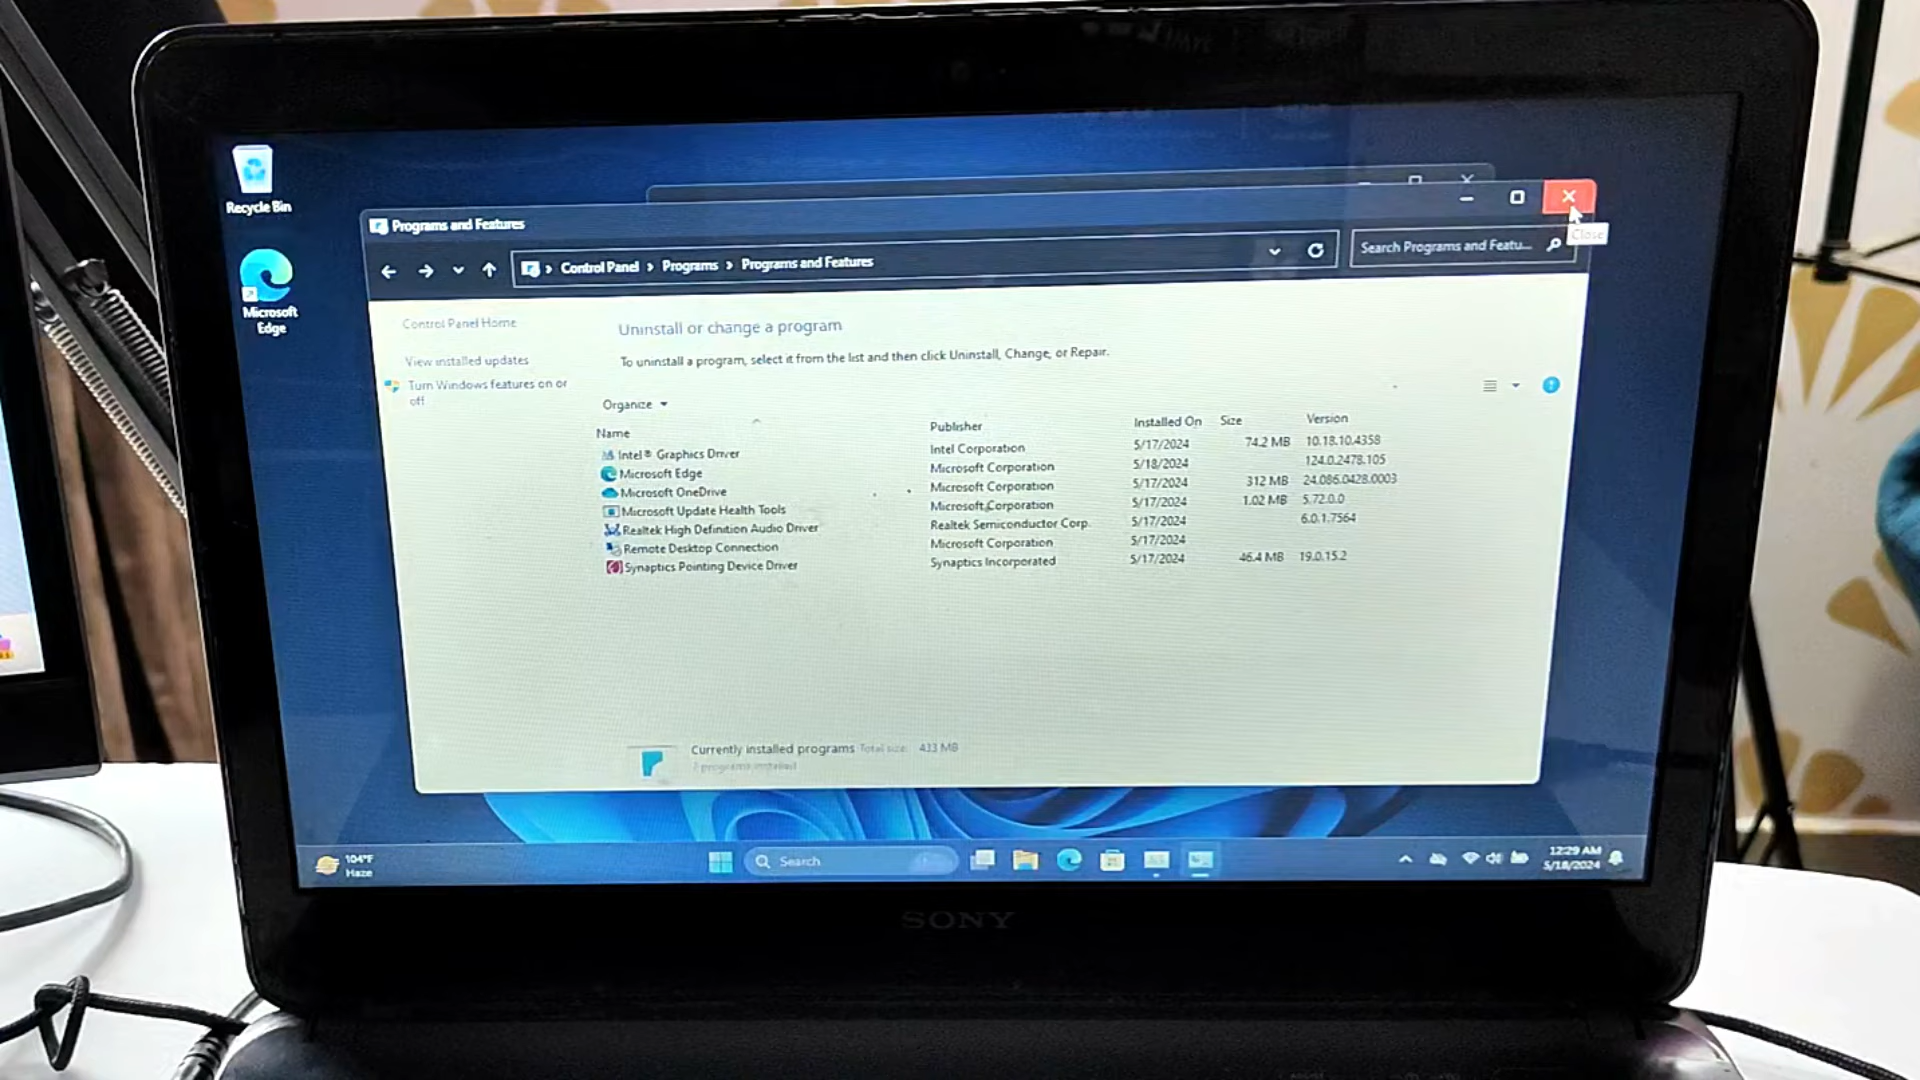 Recycle Bin
Microsoft
Edge
Programs and Features
Control Panel > Programs > Programs and Features
Search Programs and Featu...
Close
Control Panel Home
View installed updates
Turn Windows features on or
off
Uninstall or change a program
To uninstall a program, select it from the list and then click Uninstall, Change, or Repair.
Organize
Name Publisher Installed On Size Version
Intel® Graphics Driver Intel Corporation 5/17/2024 74.2 MB 10.18.10.4358
Microsoft Edge Microsoft Corporation 5/18/2024 124.0.2478.105
Microsoft OneDrive Microsoft Corporation 5/17/2024 312 MB 24.086.0428.0003
Microsoft Update Health Tools Microsoft Corporation 5/17/2024 1.02 MB 5.72.0.0
Realtek High Definition Audio Driver Realtek Semiconductor Corp. 5/17/2024 6.0.1.7564
Remote Desktop Connection Microsoft Corporation 5/17/2024
Synaptics Pointing Device Driver Synaptics Incorporated 5/17/2024 46.4 MB 19.0.15.2
Currently installed programs Total size: 433 MB
7 programs installed
104°F
Haze
Search
12:29 AM
5/18/2024
SONY